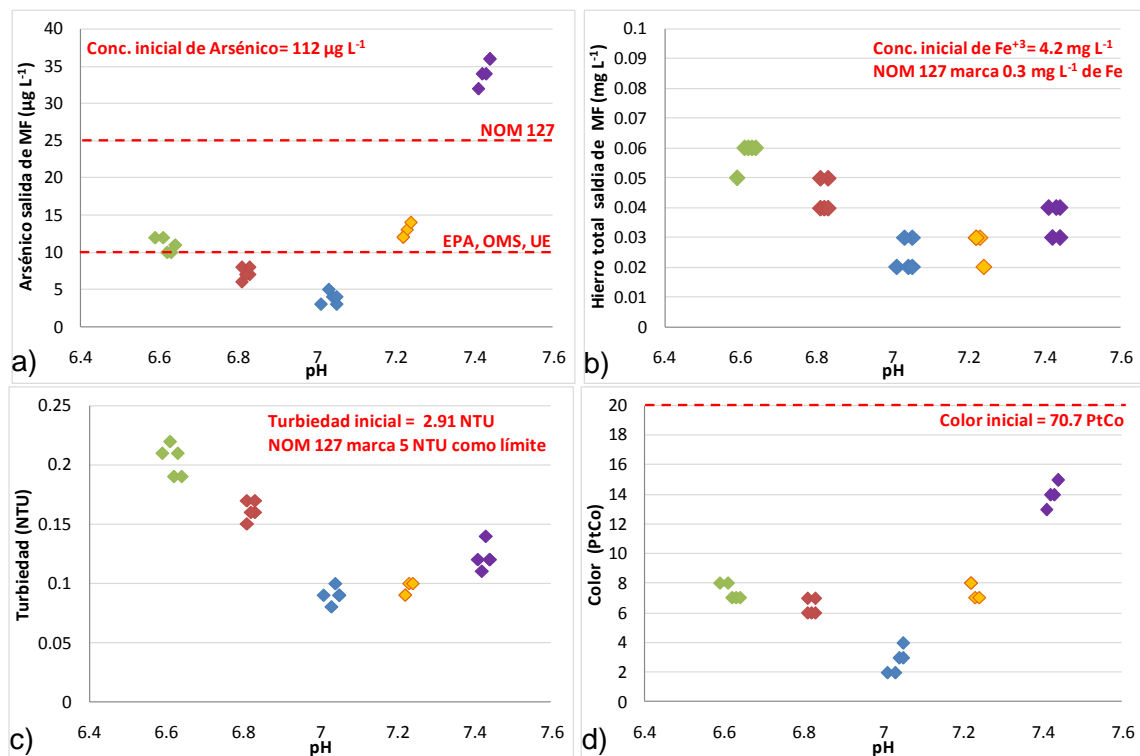 Arsénico salida de MF (µg L-1)
40
35
30
25
20
15
10
5
0
Conc. inicial de Arsénico= 112 µg L-1
NOM 127
EPA, OMS, UE
6.4 6.6 6.8 7 7.2 7.4 7.6
pH
a)
Hierro total saldia de MF (mg L-1)
0.1
0.09
0.08
0.07
0.06
0.05
0.04
0.03
0.02
0.01
0
Conc. inicial de Fe+3= 4.2 mg L-1
NOM 127 marca 0.3 mg L-1 de Fe
6.4 6.6 6.8 7 7.2 7.4 7.6
pH
b)
Turbiedad (NTU)
0.25
0.2
0.15
0.1
0.05
0
Turbiedad inicial = 2.91 NTU
NOM 127 marca 5 NTU como límite
6.4 6.6 6.8 7 7.2 7.4 7.6
pH
c)
Color (PtCo)
20
18
16
14
12
10
8
6
4
2
0
Color inicial = 70.7 PtCo
6.4 6.6 6.8 7 7.2 7.4 7.6
pH
d)